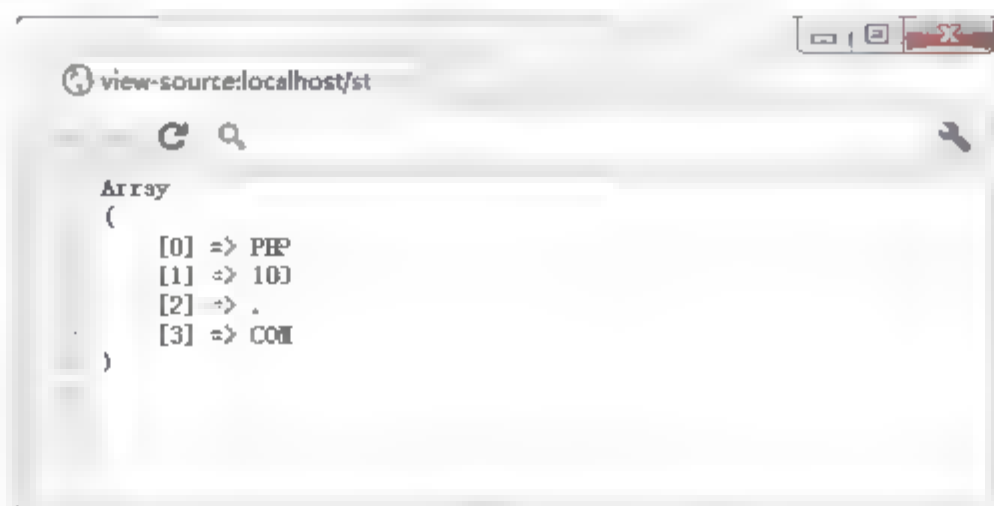 view-source:localhost/st
Array
(
[0] => PHP
[1] => 100
[2] => .
[3] => COM
)